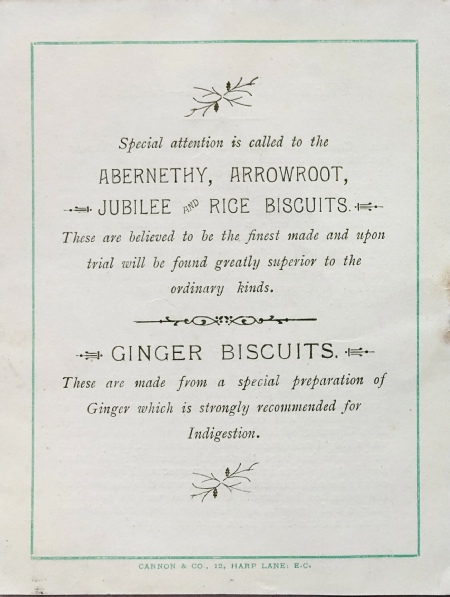 Special attention is called to the
ABERNETHY, ARROWROOT,
JUBILEE AND RICE BISCUITS.
These are believed to be the finest made and upon
trial will be found greatly superior to the
ordinary kinds.
GINGER BISCUITS.
These are made from a special preparation of
Ginger which is strongly recommended for
Indigestion.
CANNON & CO., 12, HARP LANE: E.C.